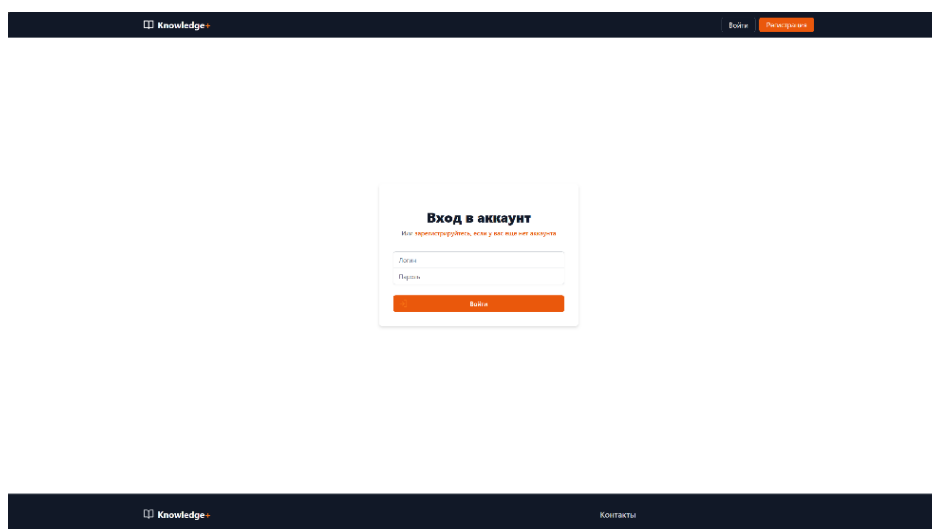 Knowledge+
Войти
Регистрация
Вход в аккаунт
Или зарегистрируйтесь, если у вас еще нет аккаунта
Логин
Пароль
Войти
Knowledge+
Контакты